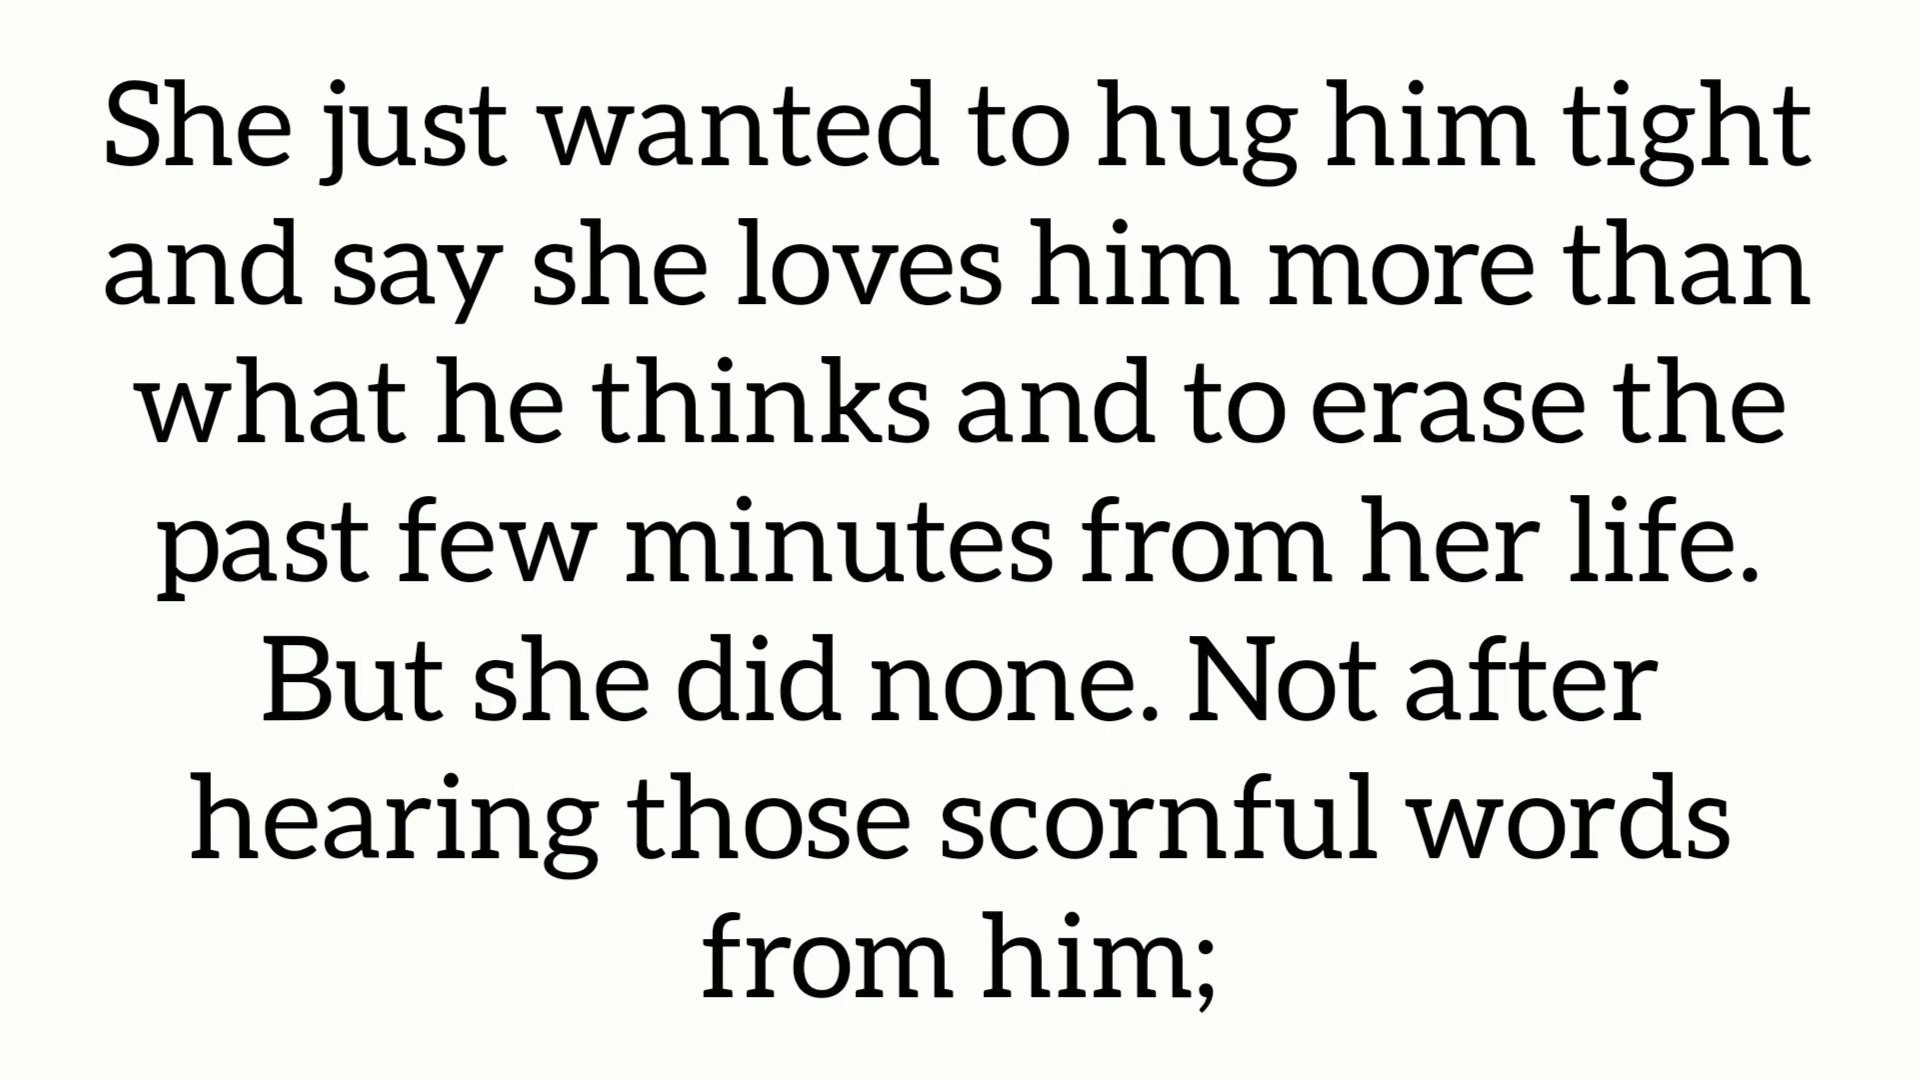 She just wanted to hug him tight
and say she loves him more than
what he thinks and to erase the
past few minutes from her life.
But she did none. Not after
hearing those scornful words
from him;